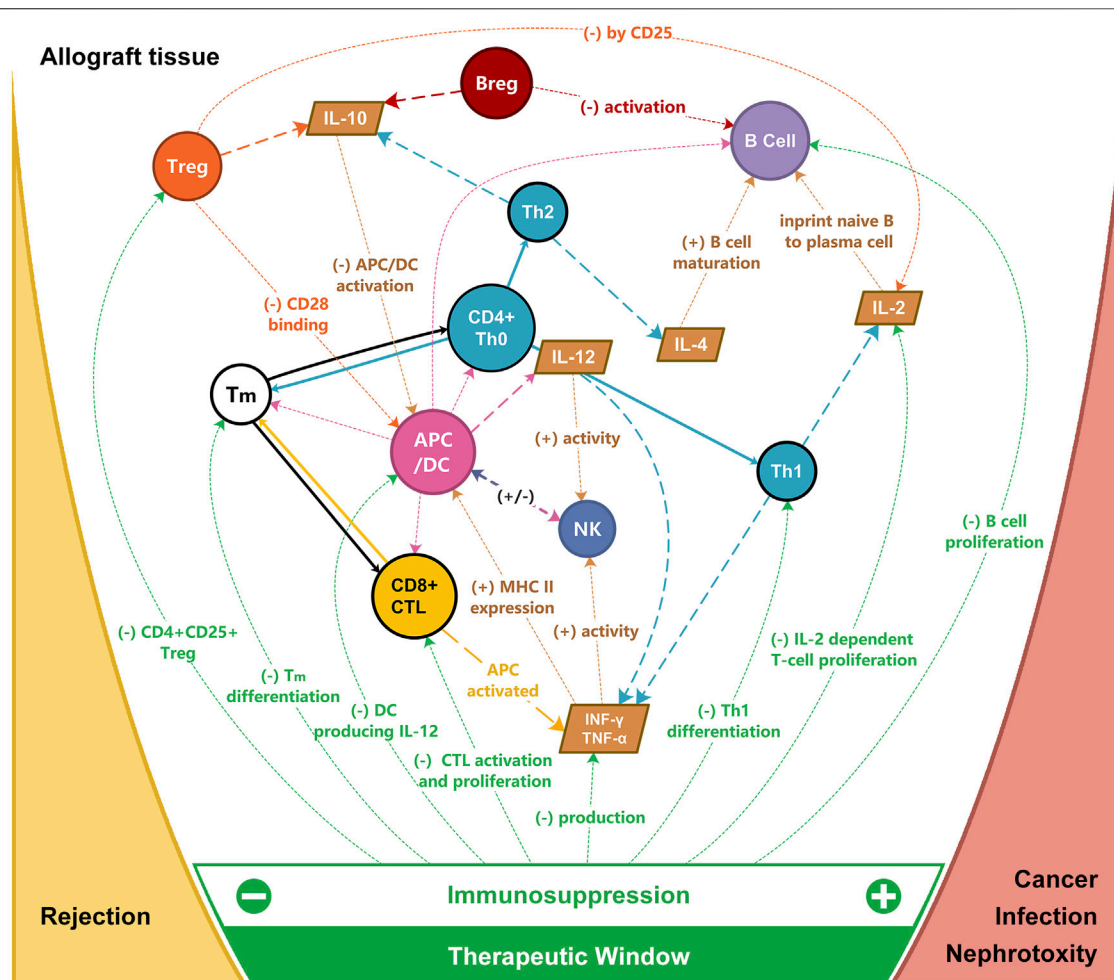 Allograft tissue
(-) by CD25
Breg
IL-10
(-) activation
B Cell
Treg
Th2
inprint naive B
to plasma cell
(+) B cell
maturation
(-) APC/DC
activation
(-) CD28
binding
CD4+
Th0
IL-2
IL-4
IL-12
Tm
APC
/DC
(+) activity
Th1
(+/-)
NK
(-) B cell
proliferation
CD8+
CTL
(+) MHC II
expression
(+) activity
(-) CD4+CD25+
Treg
(-) IL-2 dependent
T-cell proliferation
(-) Tm
differentiation
APC
activated
(-) DC
producing IL-12
INF-γ
TNF-α
(-) Th1
differentiation
(-) CTL activation
and proliferation
(-) production
Immunosuppression
Therapeutic Window
Rejection
Cancer
Infection
Nephrotoxity